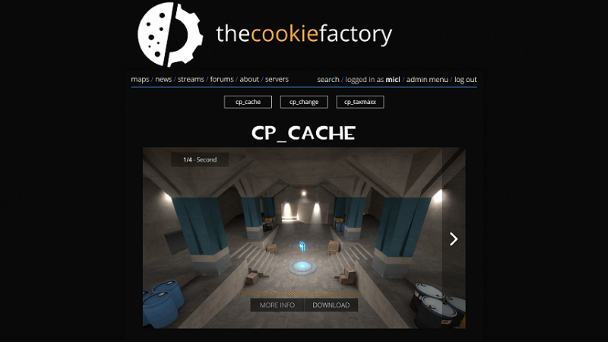 thecookiefactory
maps / news / streams / forums / about / servers
search / logged in as micl / admin menu / log out
cp_cache
cp_change
cp_taxmaxx
CP_CACHE
1/4 - Second
MORE INFO
DOWNLOAD